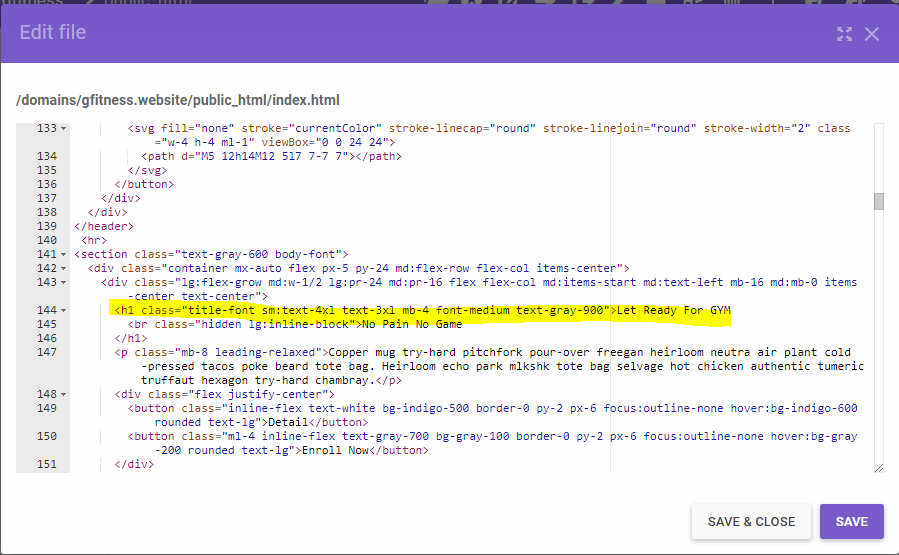 Edit file
/domains/gfitness.website/public_html/index.html
133 <svg fill="none" stroke="currentColor" stroke-linecap="round" stroke-linejoin="round" stroke-width="2" class
="w-4 h-4 ml-1" viewBox="0 0 24 24">
134 <path d="M5 12h14M12 5l7 7-7 7"></path>
135 </svg>
136 </button>
137 </div>
138 </div>
139 </header>
140 <hr>
141 <section class="text-gray-600 body-font">
142 <div class="container mx-auto flex px-5 py-24 md:flex-row flex-col items-center">
143 <div class="lg:flex-grow md:w-1/2 lg:pr-24 md:pr-16 flex flex-col md:items-start md:text-left mb-16 md:mb-0 items
-center text-center">
144 <h1 class="title-font sm:text-4xl text-3xl mb-4 font-medium text-gray-900">Let Ready For GYM
145 <br class="hidden lg:inline-block">No Pain No Game
146 </h1>
147 <p class="mb-8 leading-relaxed">Copper mug try-hard pitchfork pour-over freegan heirloom neutra air plant cold
-pressed tacos poke beard tote bag. Heirloom echo park mlkshk tote bag selvage hot chicken authentic tumeric
truffaut hexagon try-hard chambray.</p>
148 <div class="flex justify-center">
149 <button class="inline-flex text-white bg-indigo-500 border-0 py-2 px-6 focus:outline-none hover:bg-indigo-600
rounded text-lg">Detail</button>
150 <button class="ml-4 inline-flex text-gray-700 bg-gray-100 border-0 py-2 px-6 focus:outline-none hover:bg-gray
-200 rounded text-lg">Enroll Now</button>
151 </div>
SAVE & CLOSE SAVE